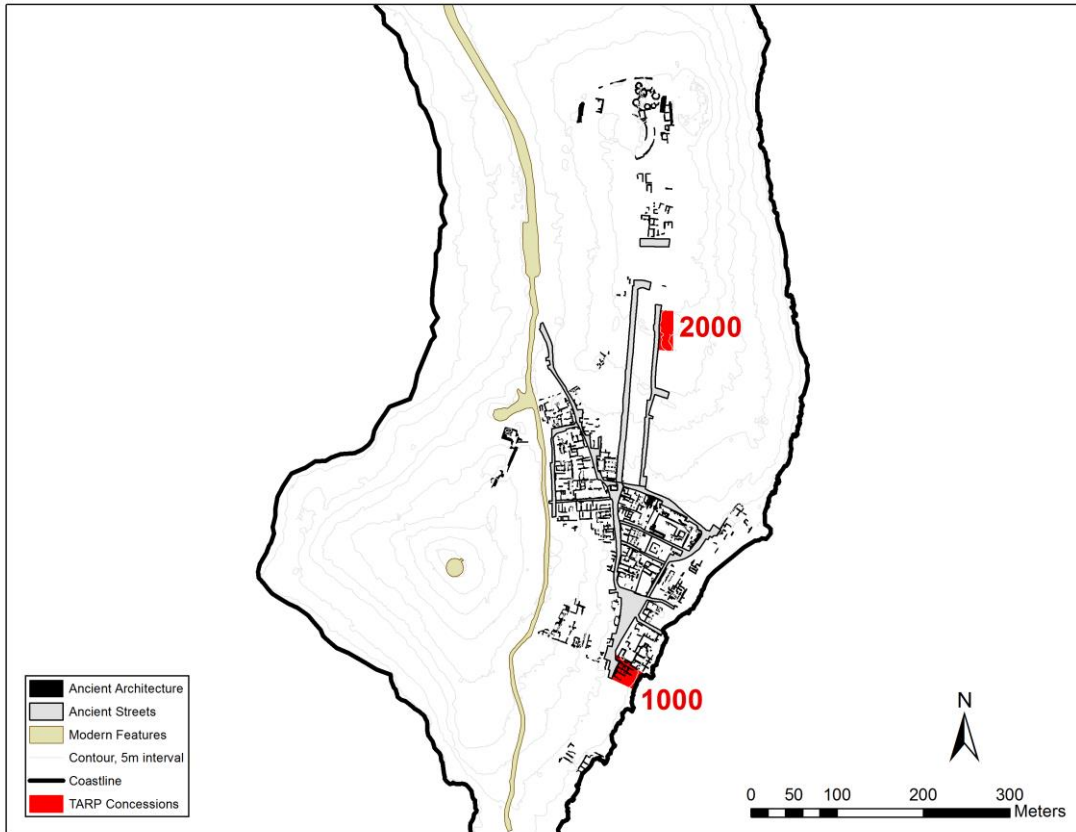 2000
1000
Ancient Architecture
Ancient Streets
Modern Features
Contour, 5m interval
Coastline
TARP Concessions
N
0 50 100 200 300
Meters